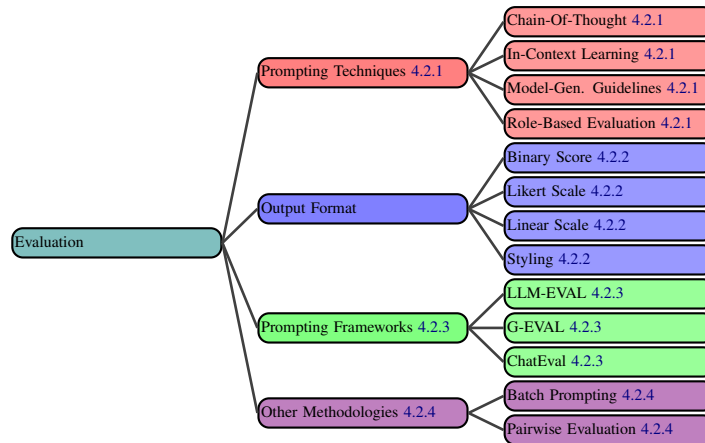 Evaluation
Prompting Techniques 4.2.1
Chain-Of-Thought 4.2.1
In-Context Learning 4.2.1
Model-Gen. Guidelines 4.2.1
Role-Based Evaluation 4.2.1
Output Format
Binary Score 4.2.2
Likert Scale 4.2.2
Linear Scale 4.2.2
Styling 4.2.2
Prompting Frameworks 4.2.3
LLM-EVAL 4.2.3
G-EVAL 4.2.3
ChatEval 4.2.3
Other Methodologies 4.2.4
Batch Prompting 4.2.4
Pairwise Evaluation 4.2.4